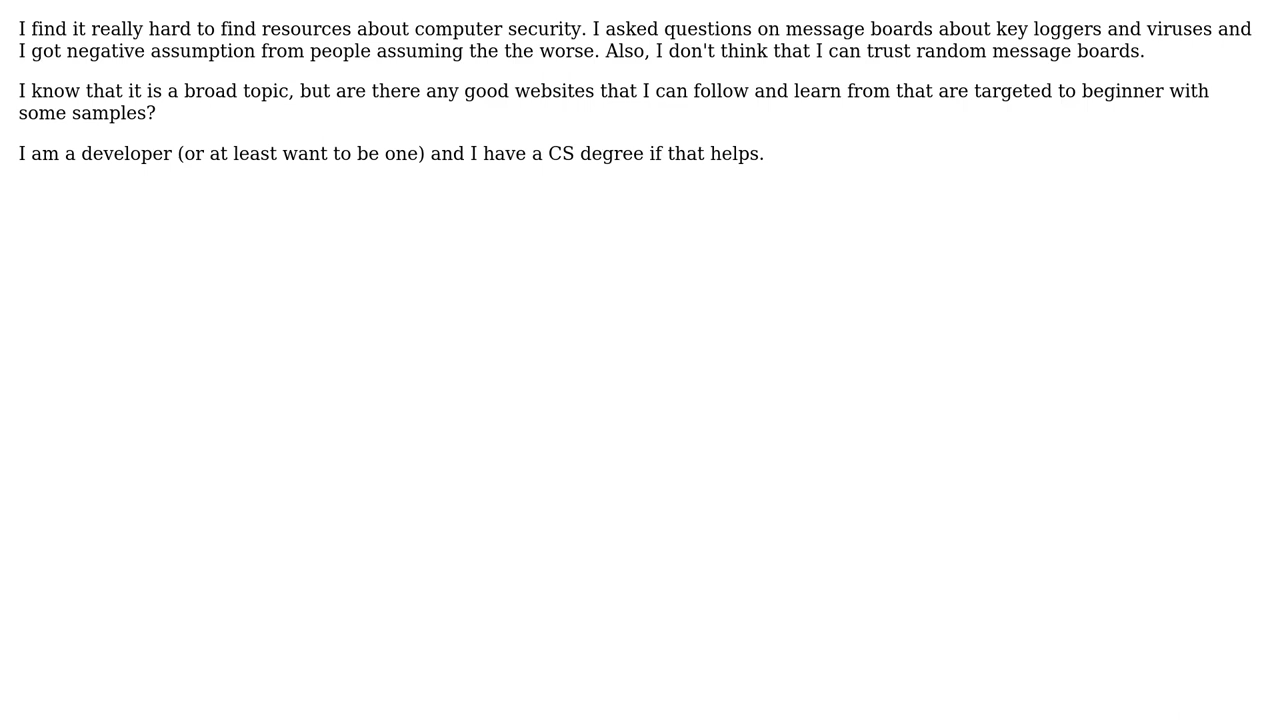 I find it really hard to find resources about computer security. I asked questions on message boards about key loggers and viruses and
I got negative assumption from people assuming the the worse. Also, I don't think that I can trust random message boards.
I know that it is a broad topic, but are there any good websites that I can follow and learn from that are targeted to beginner with
some samples?
I am a developer (or at least want to be one) and I have a CS degree if that helps.